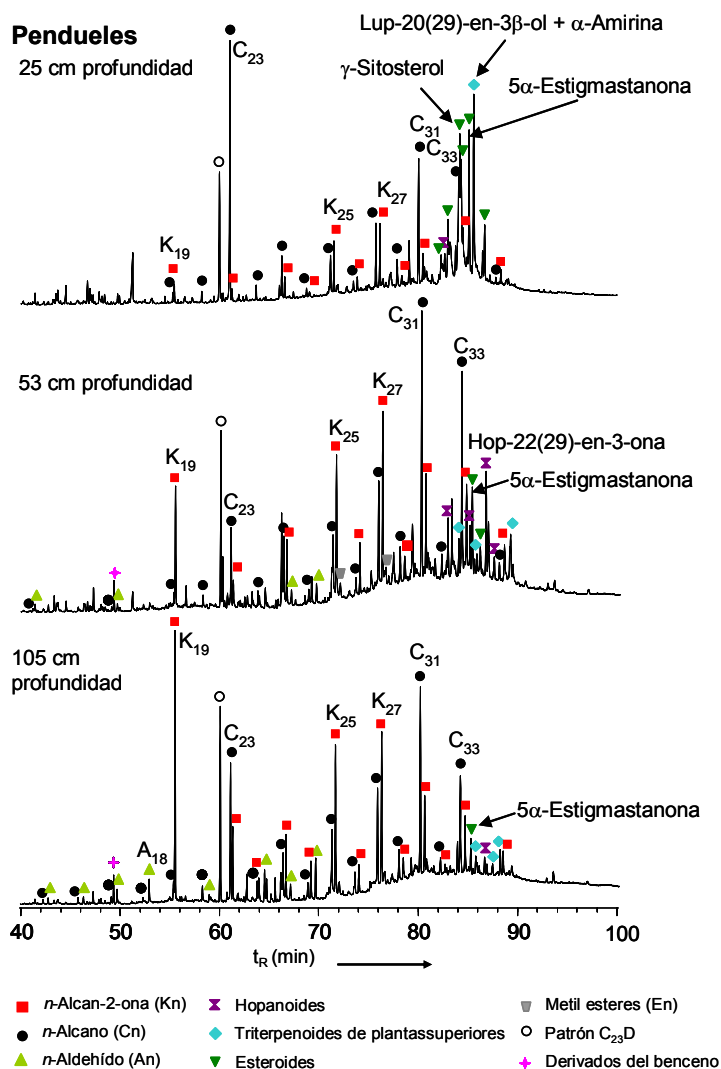 Pendueles
25 cm profundidad
Lup-20(29)-en-3β-ol + α-Amirina
γ-Sitosterol
5α-Estigmastanona
C23
C31
C33
K19
K25
K27
53 cm profundidad
C31
C33
K27
K25
K19
C23
Hop-22(29)-en-3-ona
5α-Estigmastanona
105 cm
profundidad
K19
C31
K25
K27
C23
C33
A18
5α-Estigmastanona
40 50 60 70 80 90 100
tR (min)
n-Alcan-2-ona (Kn)
Hopanoides
Metil esteres (En)
n-Alcano (Cn)
Triterpenoides de plantassuperiores
Patrón C23D
n-Aldehído (An)
Esteroides
Derivados del benceno